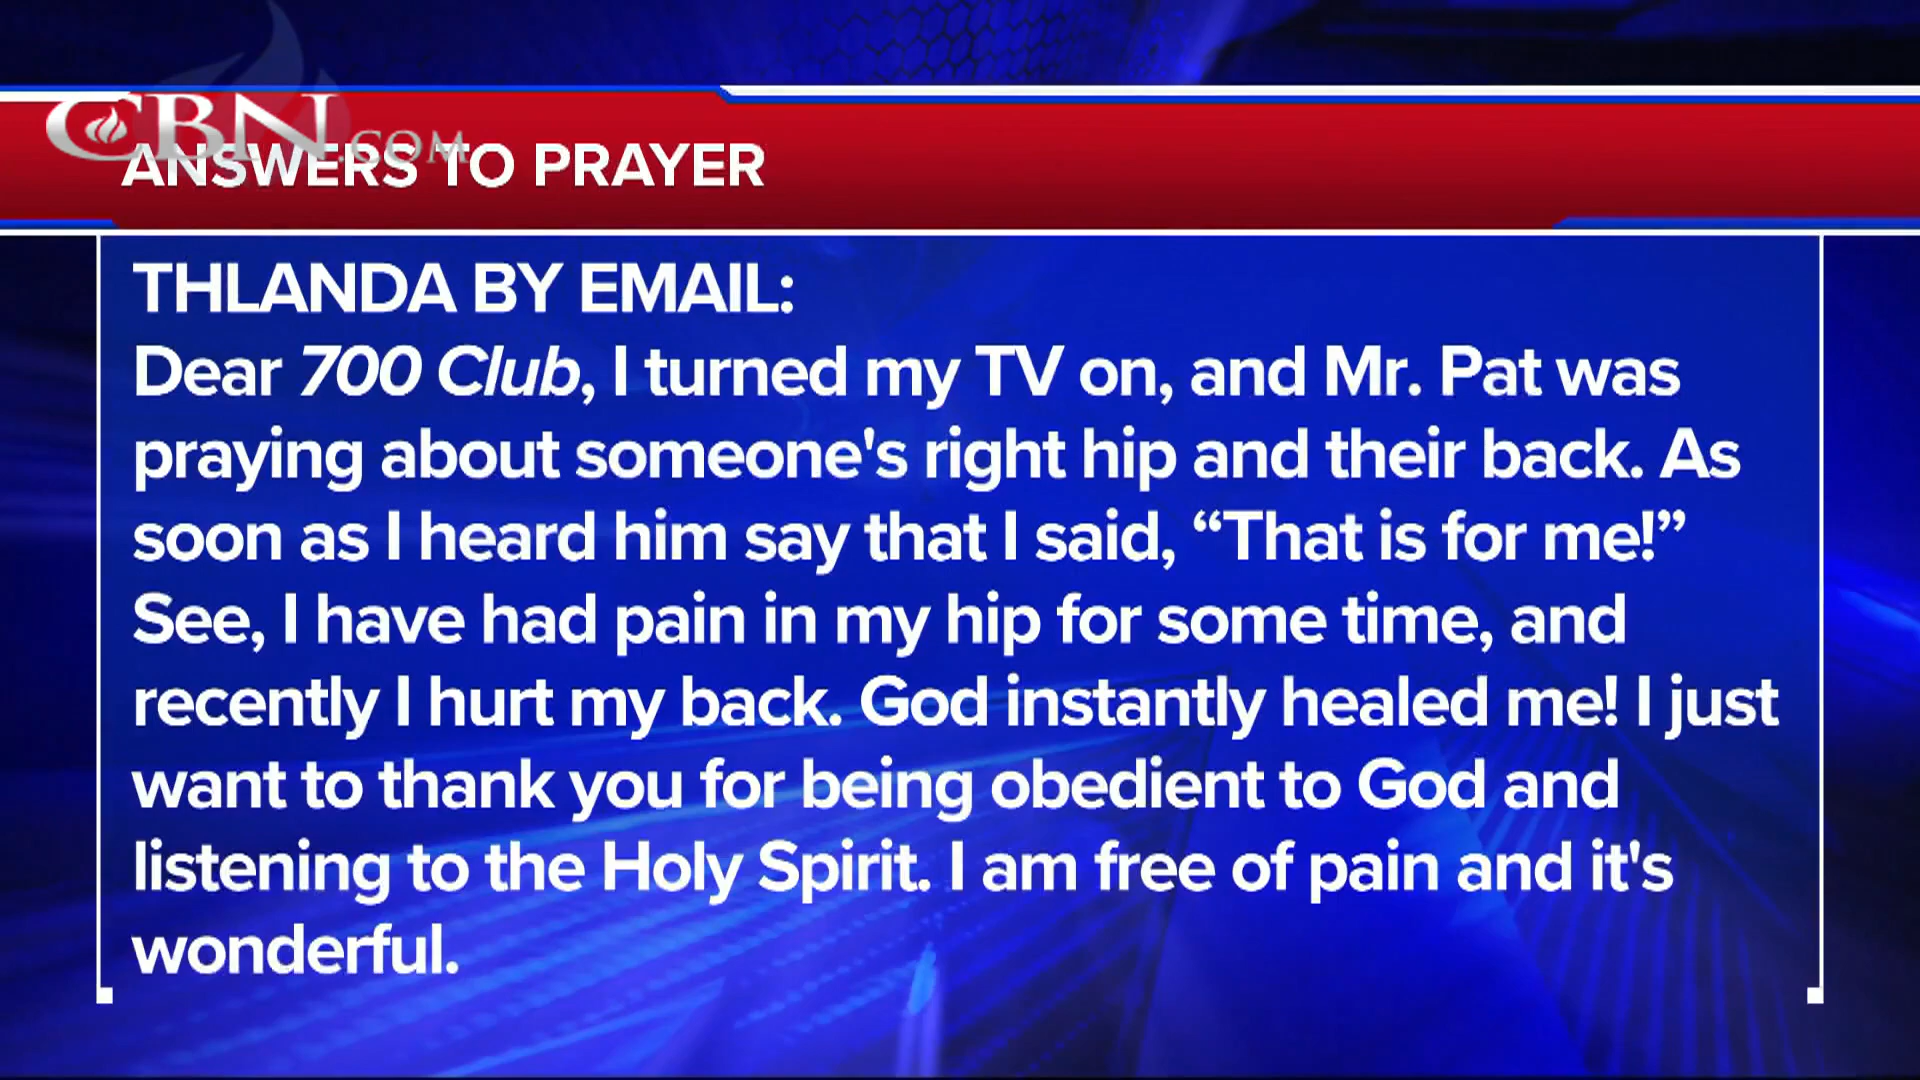 CBN.COM
ANSWERS TO PRAYER
THLANDA BY EMAIL:
Dear 700 Club, I turned my TV on, and Mr. Pat was
praying about someone's right hip and their back. As
soon as I heard him say that I said, “That is for me!”
See, I have had pain in my hip for some time, and
recently I hurt my back. God instantly healed me! I just
want to thank you for being obedient to God and
listening to the Holy Spirit. I am free of pain and it's
wonderful.